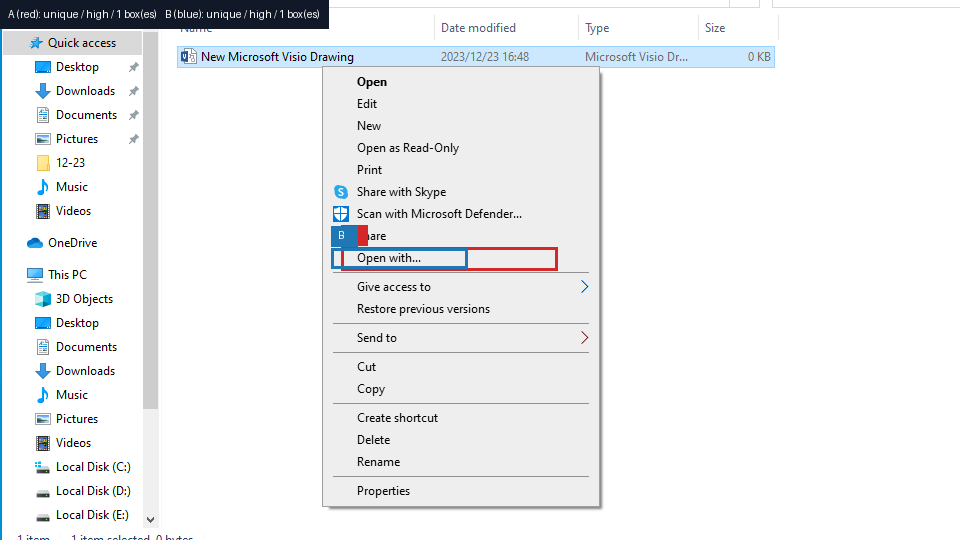 A (red): unique / high / 1 box(es) B (blue): unique / high / 1 box(es)
Name Date modified Type Size
Quick access
Desktop
Downloads
Documents
Pictures
12-23
Music
Videos
OneDrive
This PC
3D Objects
Desktop
Documents
Downloads
Music
Pictures
Videos
Local Disk (C:)
Local Disk (D:)
Local Disk (E:)
New Microsoft Visio Drawing 2023/12/23 16:48 Microsoft Visio Dr... 0 KB
Open
Edit
New
Open as Read-Only
Print
Share with Skype
Scan with Microsoft Defender...
B
hare
Open with...
Give access to
Restore previous versions
Send to
Cut
Copy
Create shortcut
Delete
Rename
Properties
1 item 1 item selected 0 bytes